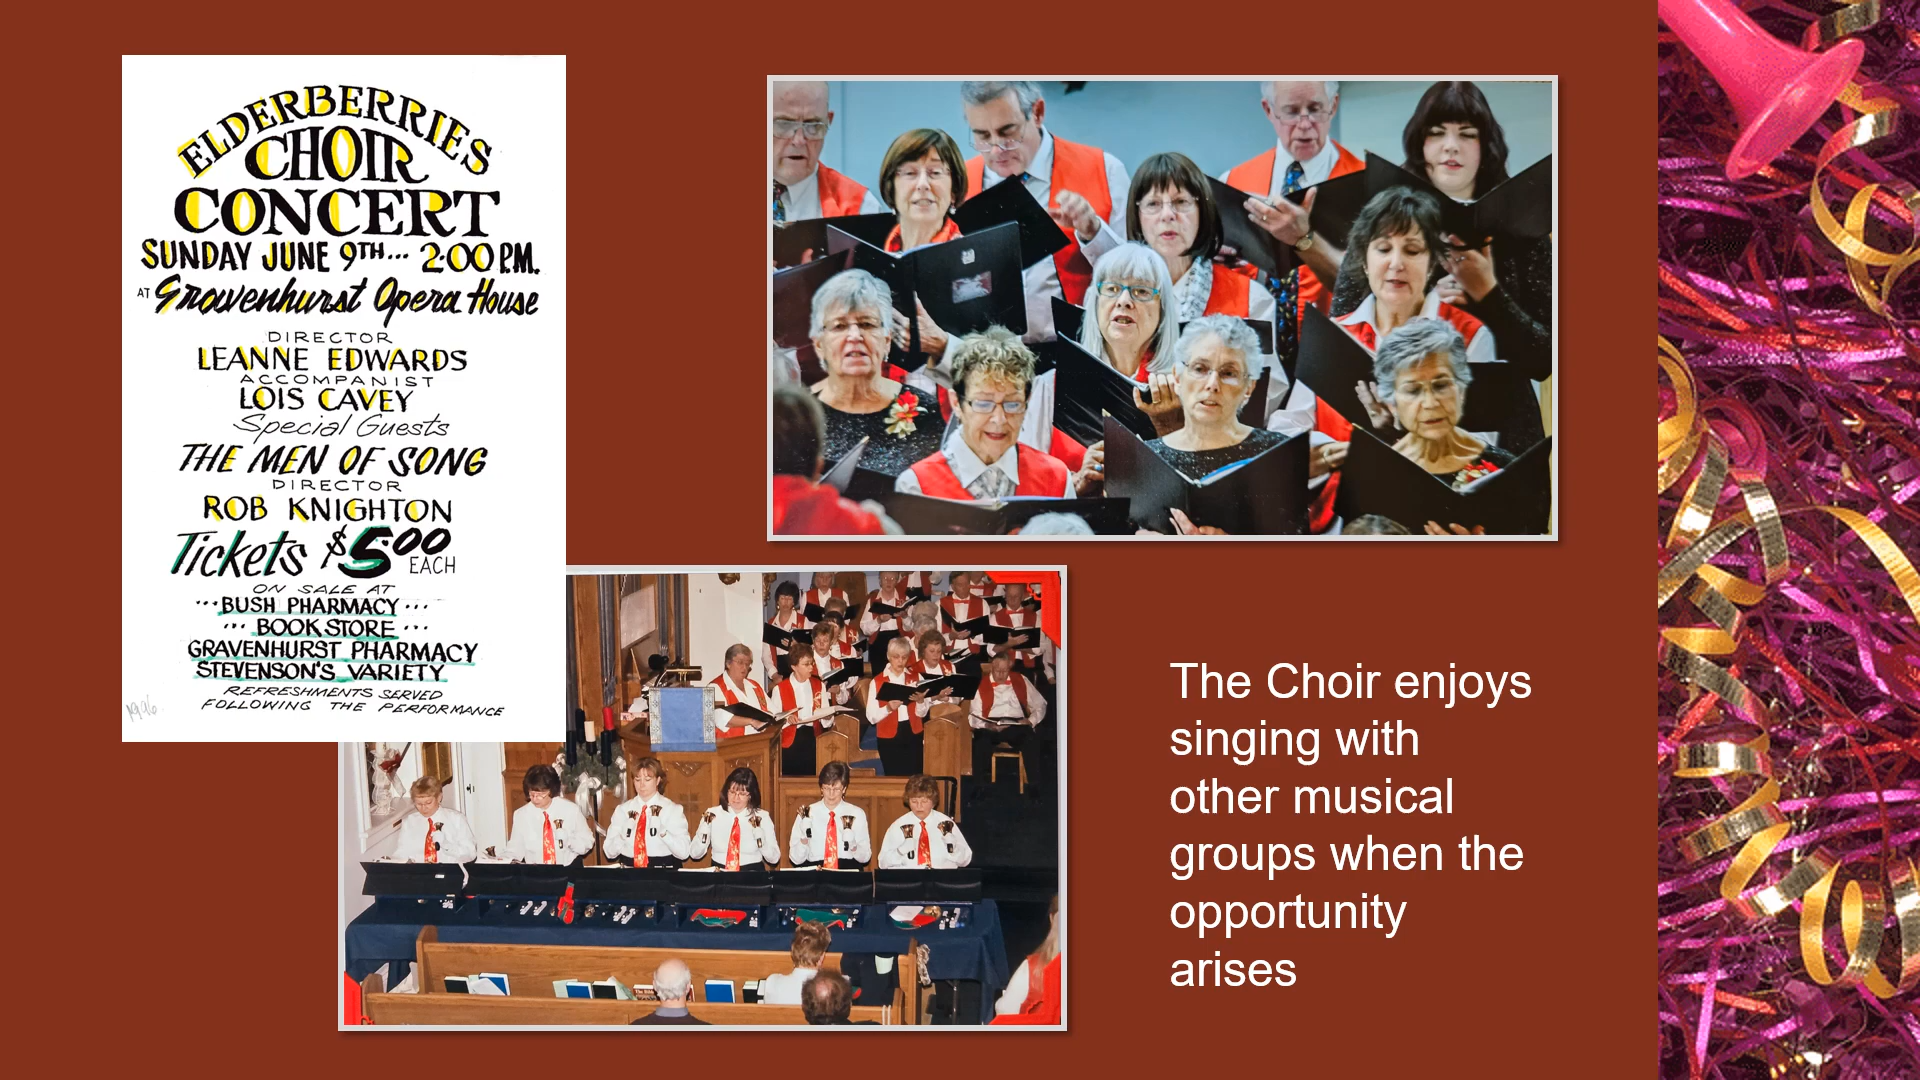 ELDERBERRIES
CHOIR
CONCERT
SUNDAY JUNE 9TH... 2:00 P.M.
AT Gravenhurst Opera House
DIRECTOR
LEANNE EDWARDS
ACCOMPANIST
LOIS CAVEY
Special Guests
THE MEN OF SONG
DIRECTOR
ROB KNIGHTON
Tickets $5.00 EACH
ON SALE AT
...BUSH PHARMACY...
... BOOKSTORE ...
GRAVENHURST PHARMACY
STEVENSON'S VARIETY
REFRESHMENTS SERVED
FOLLOWING THE PERFORMANCE
1996
The Choir enjoys
singing with
other musical
groups when the
opportunity
arises